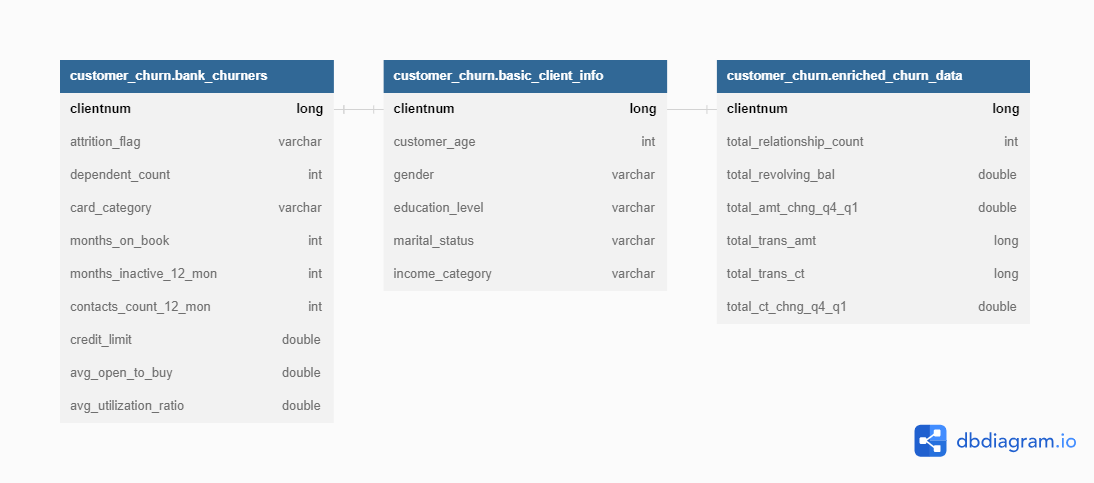 customer_churn.bank_churners
clientnum long
attrition_flag varchar
dependent_count int
card_category varchar
months_on_book int
months_inactive_12_mon int
contacts_count_12_mon int
credit_limit double
avg_open_to_buy double
avg_utilization_ratio double
customer_churn.basic_client_info
clientnum long
customer_age int
gender varchar
education_level varchar
marital_status varchar
income_category varchar
customer_churn.enriched_churn_data
clientnum long
total_relationship_count int
total_revolving_bal double
total_amt_chng_q4_q1 double
total_trans_amt long
total_trans_ct long
total_ct_chng_q4_q1 double
dbdiagram.io